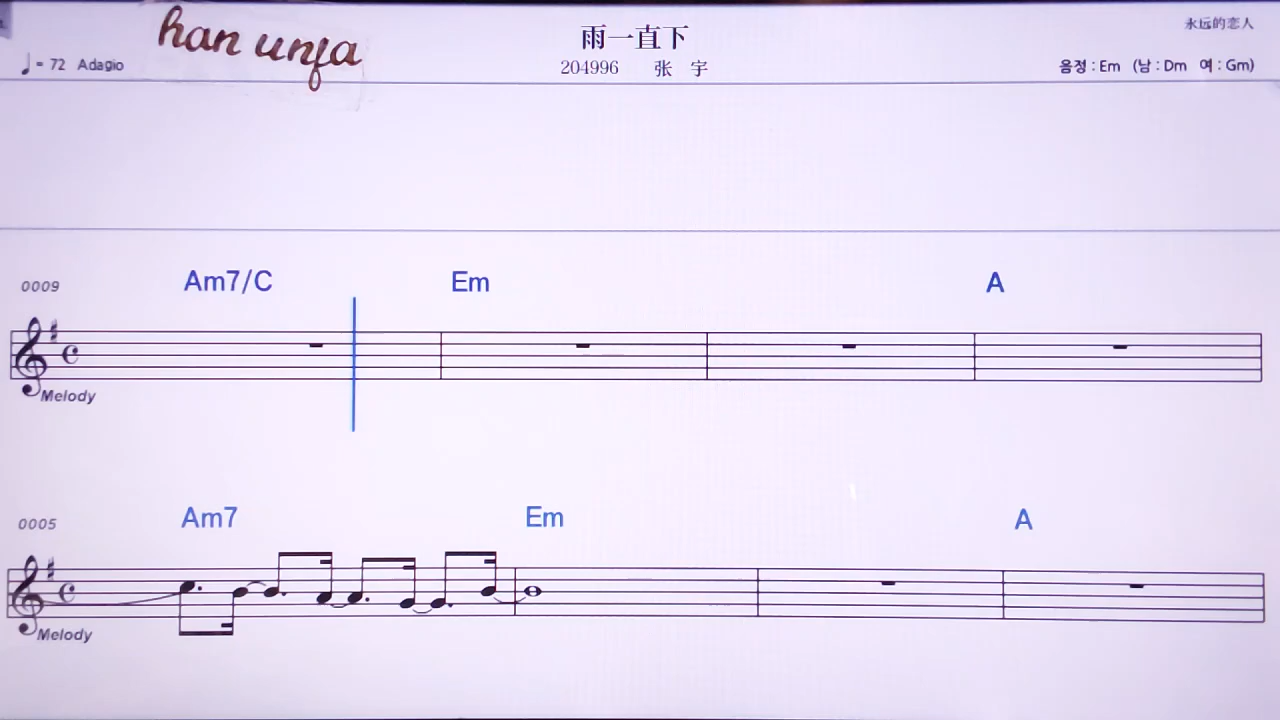 han unfa
雨一直下
永远的恋人
♩= 72 Adagio
204996 张 宇
음정 : Em (남 : Dm 여 : Gm)
0009 Am7/C Em A
Melody
0005 Am7 Em A
Melody